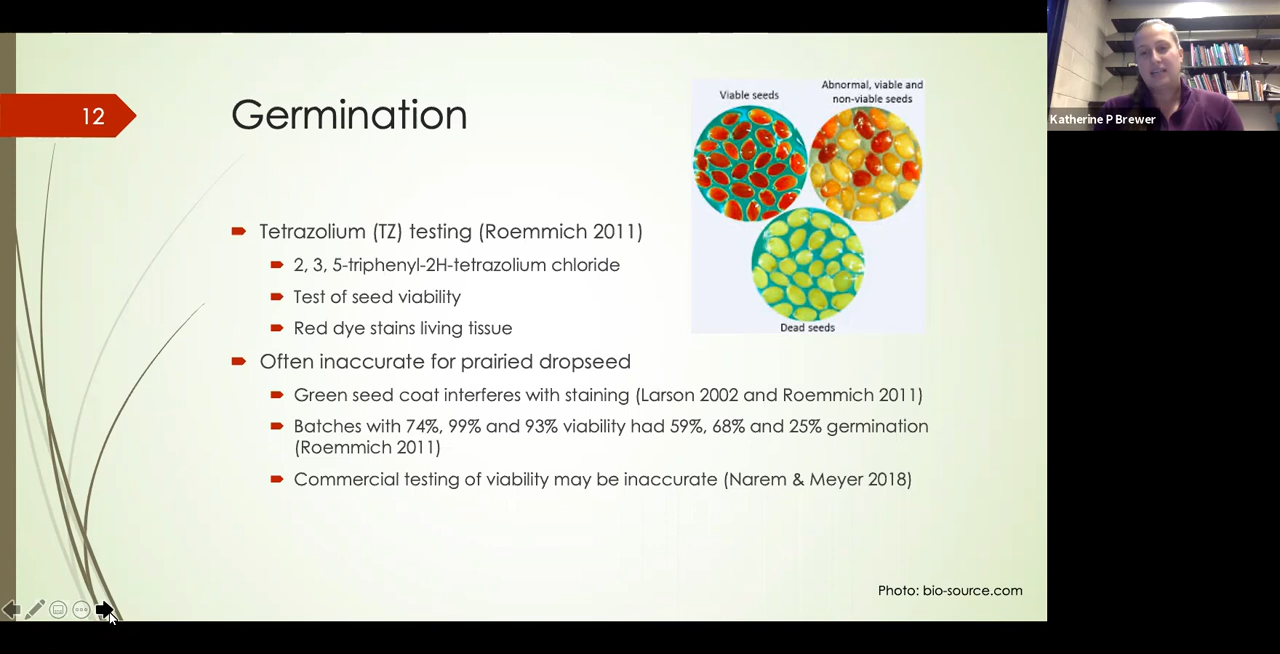 12
Germination
Viable seeds
Abnormal, viable and
non-viable seeds
Dead seeds
Tetrazolium (TZ) testing (Roemmich 2011)
2, 3, 5-triphenyl-2H-tetrazolium chloride
Test of seed viability
Red dye stains living tissue
Often inaccurate for prairied dropseed
Green seed coat interferes with staining (Larson 2002 and Roemmich 2011)
Batches with 74%, 99% and 93% viability had 59%, 68% and 25% germination
(Roemmich 2011)
Commercial testing of viability may be inaccurate (Narem & Meyer 2018)
Photo: bio-source.com
Katherine P Brewer